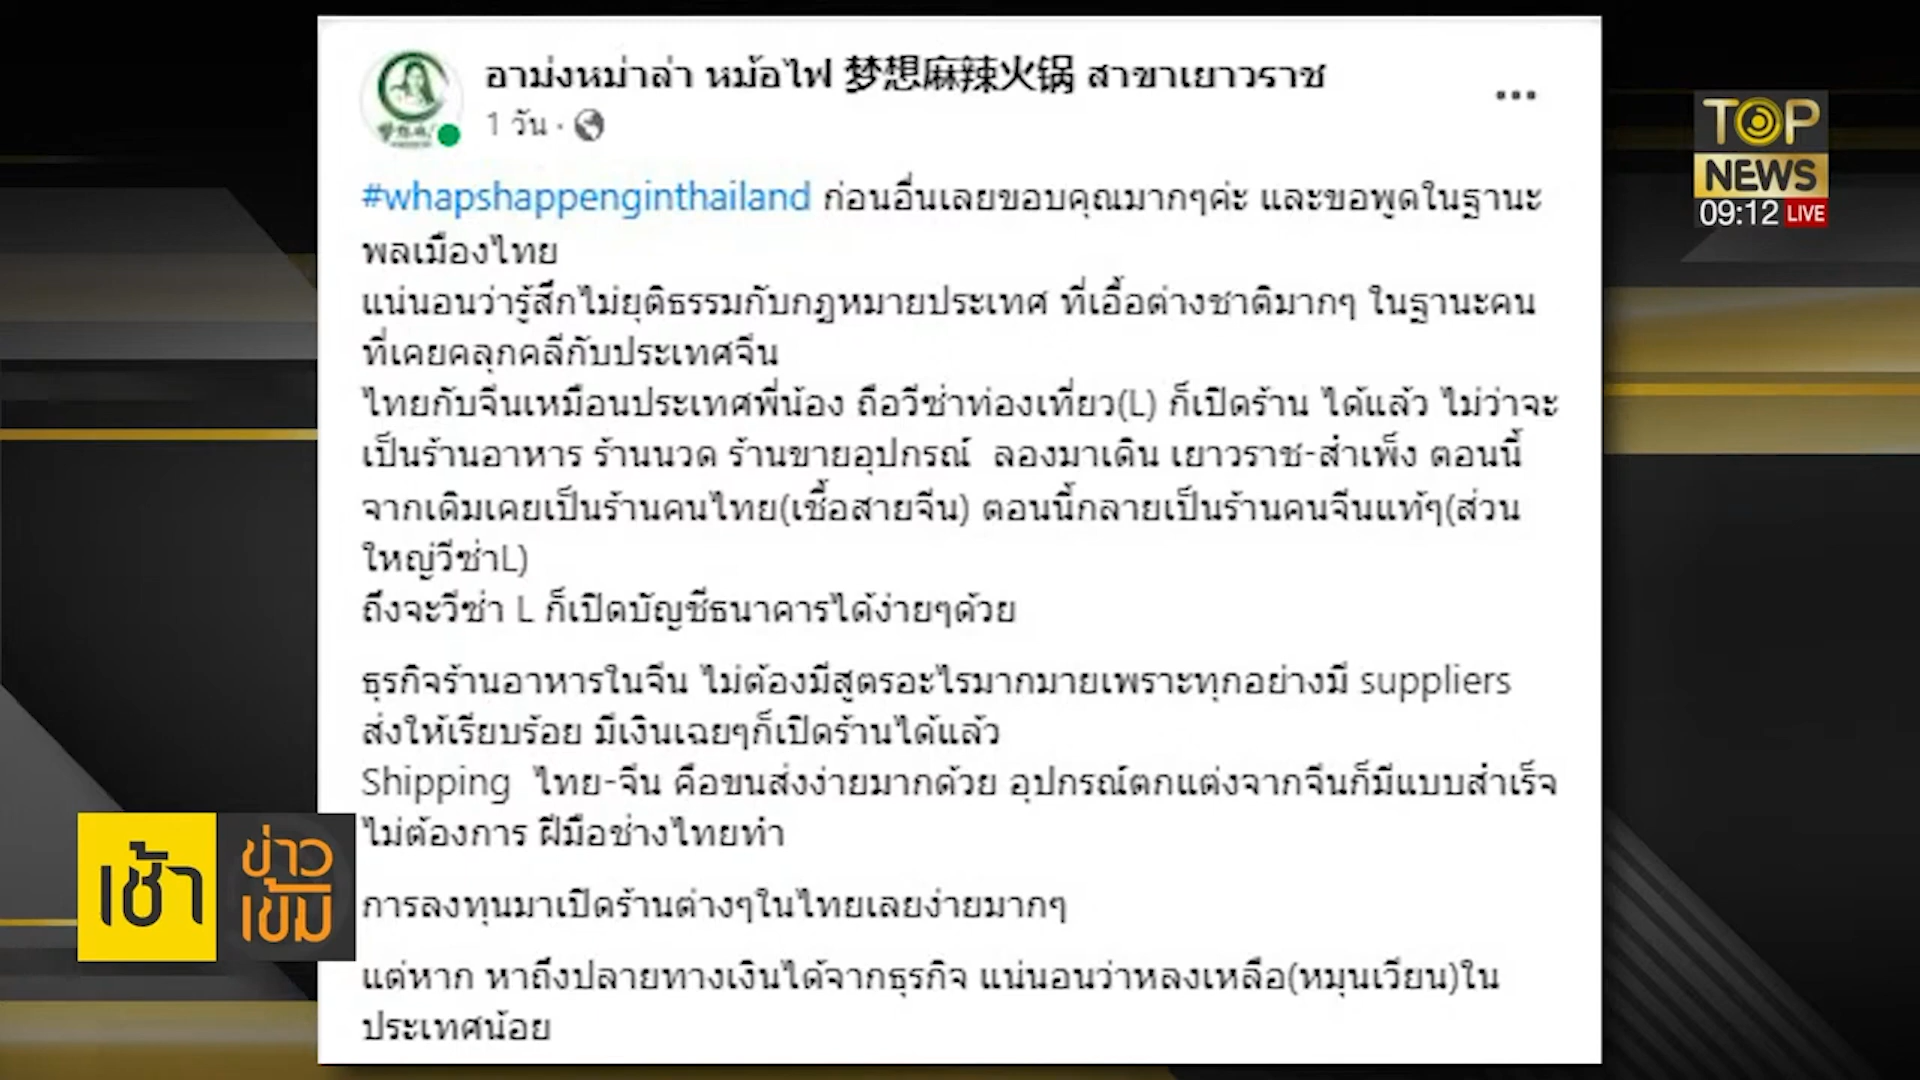 อาม่งหม่าล่า หม้อไฟ 梦想麻辣火锅 สาขาเยาวราช
1 วัน ·
#whapshappenginthailand ก่อนอื่นเลยขอบคุณมากๆค่ะ และขอพูดในฐานะ
พลเมืองไทย
แน่นอนว่ารู้สึกไม่ยุติธรรมกับกฎหมายประเทศ ที่เอื้อต่างชาติมากๆ ในฐานะคน
ที่เคยคลุกคลีกับประเทศจีน
ไทยกับจีนเหมือนประเทศพี่น้อง ถือวีซ่าท่องเที่ยว(L) ก็เปิดร้าน ได้แล้ว ไม่ว่าจะ
เป็นร้านอาหาร ร้านนวด ร้านขายอุปกรณ์ ลองมาเดิน เยาวราช-สำเพ็ง ตอนนี้
จากเดิมเคยเป็นร้านคนไทย(เชื้อสายจีน) ตอนนี้กลายเป็นร้านคนจีนแท้ๆ(ส่วน
ใหญ่วีซ่าL)
ถึงจะวีซ่า L ก็เปิดบัญชีธนาคารได้ง่ายๆด้วย
ธุรกิจร้านอาหารในจีน ไม่ต้องมีสูตรอะไรมากมายเพราะทุกอย่างมี suppliers
ส่งให้เรียบร้อย มีเงินเฉยๆก็เปิดร้านได้แล้ว
Shipping ไทย-จีน คือขนส่งง่ายมากด้วย อุปกรณ์ตกแต่งจากจีนก็มีแบบสำเร็จ
ไม่ต้องการ ฝีมือช่างไทยทำ
การลงทุนมาเปิดร้านต่างๆในไทยเลยง่ายมากๆ
แต่หาก หาถึงปลายทางเงินได้จากธุรกิจ แน่นอนว่าหลงเหลือ(หมุนเวียน)ใน
ประเทศน้อย
TOP
NEWS
09:12 LIVE
เช้า
ข่าว
เข้ม